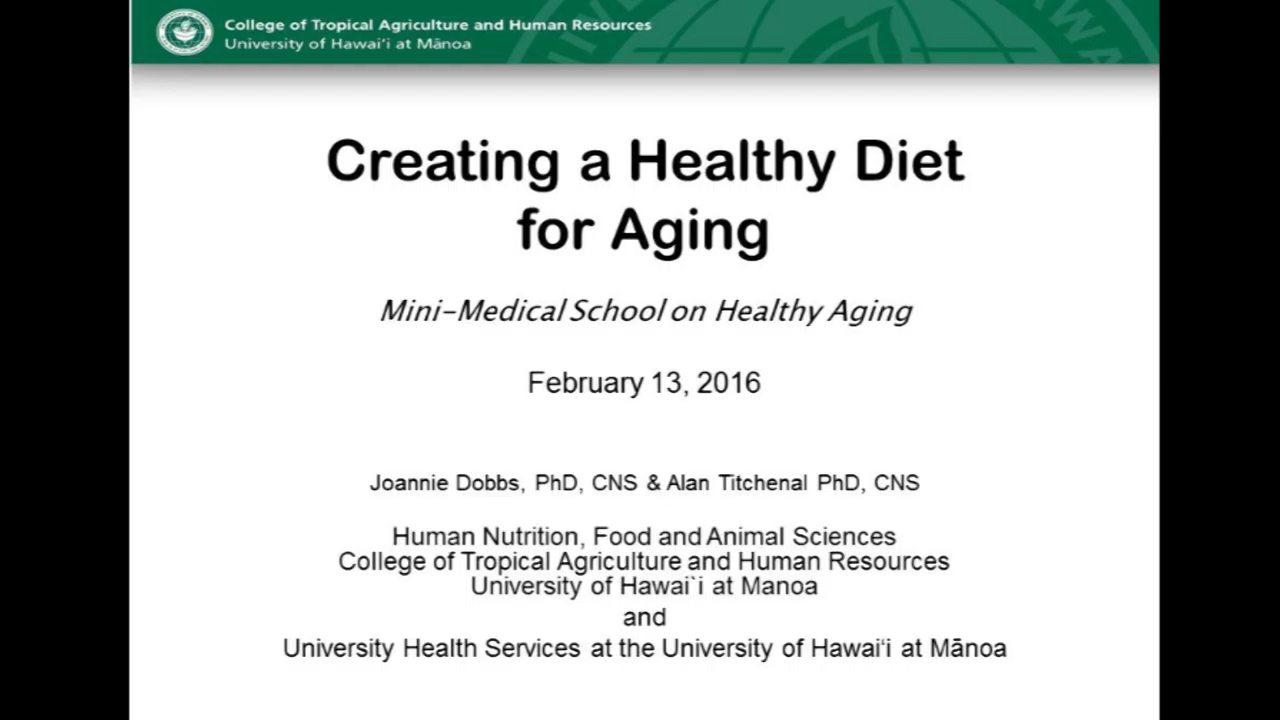 College of Tropical Agriculture and Human Resources
University of Hawai‘i at Mānoa
Creating a Healthy Diet
for Aging
Mini-Medical School on Healthy Aging
February 13, 2016
Joannie Dobbs, PhD, CNS & Alan Titchenal PhD, CNS
Human Nutrition, Food and Animal Sciences
College of Tropical Agriculture and Human Resources
University of Hawai`i at Manoa
and
University Health Services at the University of Hawai‘i at Mānoa